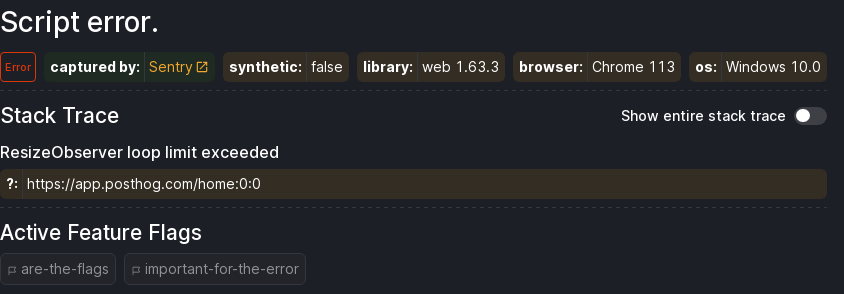 Script error.
Error captured by: Sentry synthetic: false library: web 1.63.3 browser: Chrome 113 os: Windows 10.0
Stack Trace Show entire stack trace
ResizeObserver loop limit exceeded
?: https://app.posthog.com/home:0:0
Active Feature Flags
are-the-flags important-for-the-error